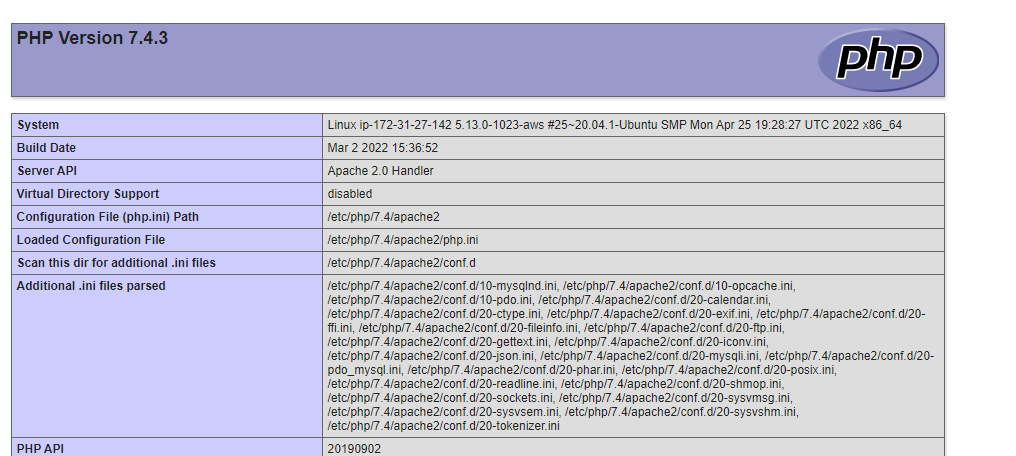 PHP Version 7.4.3
php
System Linux ip-172-31-27-142 5.13.0-1023-aws #25~20.04.1-Ubuntu SMP Mon Apr 25 19:28:27 UTC 2022 x86_64
Build Date Mar 2 2022 15:36:52
Server API Apache 2.0 Handler
Virtual Directory Support disabled
Configuration File (php.ini) Path /etc/php/7.4/apache2
Loaded Configuration File /etc/php/7.4/apache2/php.ini
Scan this dir for additional .ini files /etc/php/7.4/apache2/conf.d
Additional .ini files parsed /etc/php/7.4/apache2/conf.d/10-mysqlnd.ini, /etc/php/7.4/apache2/conf.d/10-opcache.ini,
/etc/php/7.4/apache2/conf.d/10-pdo.ini, /etc/php/7.4/apache2/conf.d/20-calendar.ini,
/etc/php/7.4/apache2/conf.d/20-ctype.ini, /etc/php/7.4/apache2/conf.d/20-exif.ini, /etc/php/7.4/apache2/conf.d/20-
ffi.ini, /etc/php/7.4/apache2/conf.d/20-fileinfo.ini, /etc/php/7.4/apache2/conf.d/20-ftp.ini,
/etc/php/7.4/apache2/conf.d/20-gettext.ini, /etc/php/7.4/apache2/conf.d/20-iconv.ini,
/etc/php/7.4/apache2/conf.d/20-json.ini, /etc/php/7.4/apache2/conf.d/20-mysqli.ini, /etc/php/7.4/apache2/conf.d/20-
pdo_mysql.ini, /etc/php/7.4/apache2/conf.d/20-phar.ini, /etc/php/7.4/apache2/conf.d/20-posix.ini,
/etc/php/7.4/apache2/conf.d/20-readline.ini, /etc/php/7.4/apache2/conf.d/20-shmop.ini,
/etc/php/7.4/apache2/conf.d/20-sockets.ini, /etc/php/7.4/apache2/conf.d/20-sysvmsg.ini,
/etc/php/7.4/apache2/conf.d/20-sysvsem.ini, /etc/php/7.4/apache2/conf.d/20-sysvshm.ini,
/etc/php/7.4/apache2/conf.d/20-tokenizer.ini
PHP API 20190902